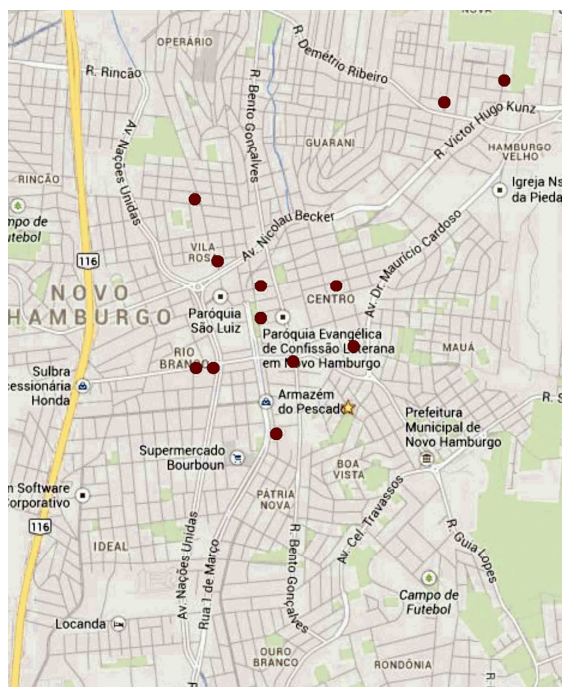 NOVA
OPERÁRIO
R. Demétrio Ribeiro
R. Rincão
R. Bento Gonçalves
R. Victor Hugo Kunz
Av. Nações Unidas
GUARANI
HAMBURGO
VELHO
RINCÃO
Igreja Ns
da Pieda
mpo de
utebol
Av. Nicolau Becker
Av. Dr. Maurício Cardoso
116
VILA
ROSA
NOVO
HAMBURGO
CENTRO
Paróquia
São Luiz
Paróquia Evangélica
de Confissão Luterana
em Novo Hamburgo
MAUÁ
RIO
BRANCO
Sulbra
cessionária
Honda
Armazém
do Pescado
R. S
Prefeitura
Municipal de
Novo Hamburgo
Supermercado
Bourboun
BOA
VISTA
n Software
Corporativo
PÁTRIA
NOVA
116
Av. Cel. Travassos
IDEAL
Av. Nações Unidas
Rua 1 de Março
R. Bento Gonçalves
R. Guia Lopes
Campo de
Futebol
Locanda
OURO
BRANCO
RONDÔNIA
R.